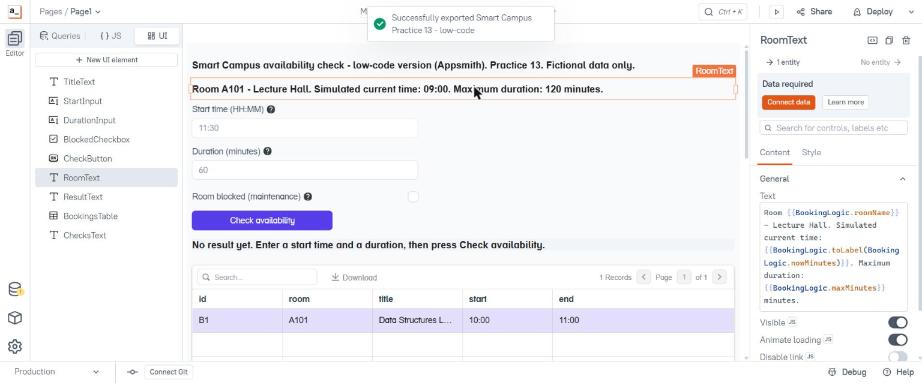 Pages / Page1
Successfully exported Smart Campus
Practice 13 - low-code
Ctrl + K
Share
Deploy
Editor
Queries
JS
UI
+ New UI element
TitleText
StartInput
DurationInput
BlockedCheckbox
CheckButton
RoomText
ResultText
BookingsTable
ChecksText
Smart Campus availability check - low-code version (Appsmith). Practice 13. Fictional data only.
RoomText
Room A101 - Lecture Hall. Simulated current time: 09:00. Maximum duration: 120 minutes.
Start time (HH:MM)
11:30
Duration (minutes)
60
Room blocked (maintenance)
Check availability
No result yet. Enter a start time and a duration, then press Check availability.
Search...
Download
1 Records
Page
1
of 1
id room title start end
B1 A101 Data Structures L... 10:00 11:00
RoomText
1 entity
No entity
Data required
Connect data
Learn more
Search for controls, labels etc
Content
Style
General
Text
Room {{BookingLogic.roomName}}
- Lecture Hall. Simulated
current time:
{{BookingLogic.toLabel(Booking
Logic.nowMinutes)}}. Maximum
duration:
{{BookingLogic.maxMinutes}}
minutes.
Visible JS
Animate loading JS
Disable link JS
Production
Connect Git
Debug
Help